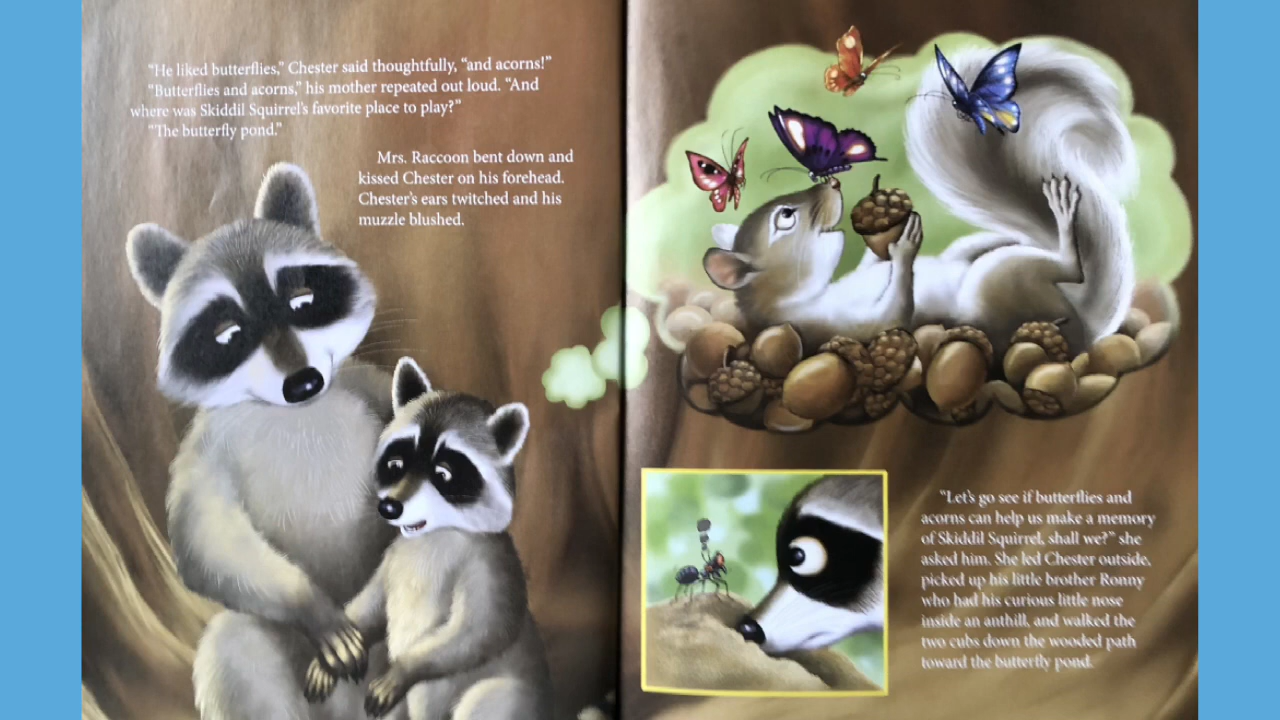 “He liked butterflies,” Chester said thoughtfully, “and acorns!”
“Butterflies and acorns,” his mother repeated out loud. “And
where was Skiddil Squirrel’s favorite place to play?”
“The butterfly pond.”
Mrs. Raccoon bent down and
kissed Chester on his forehead.
Chester’s ears twitched and his
muzzle blushed.
“Let’s go see if butterflies and
acorns can help us make a memory
of Skiddil Squirrel, shall we?” she
asked him. She led Chester outside,
picked up his little brother Ronny
who had his curious little nose
inside an anthill, and walked the
two cubs down the wooded path
toward the butterfly pond.